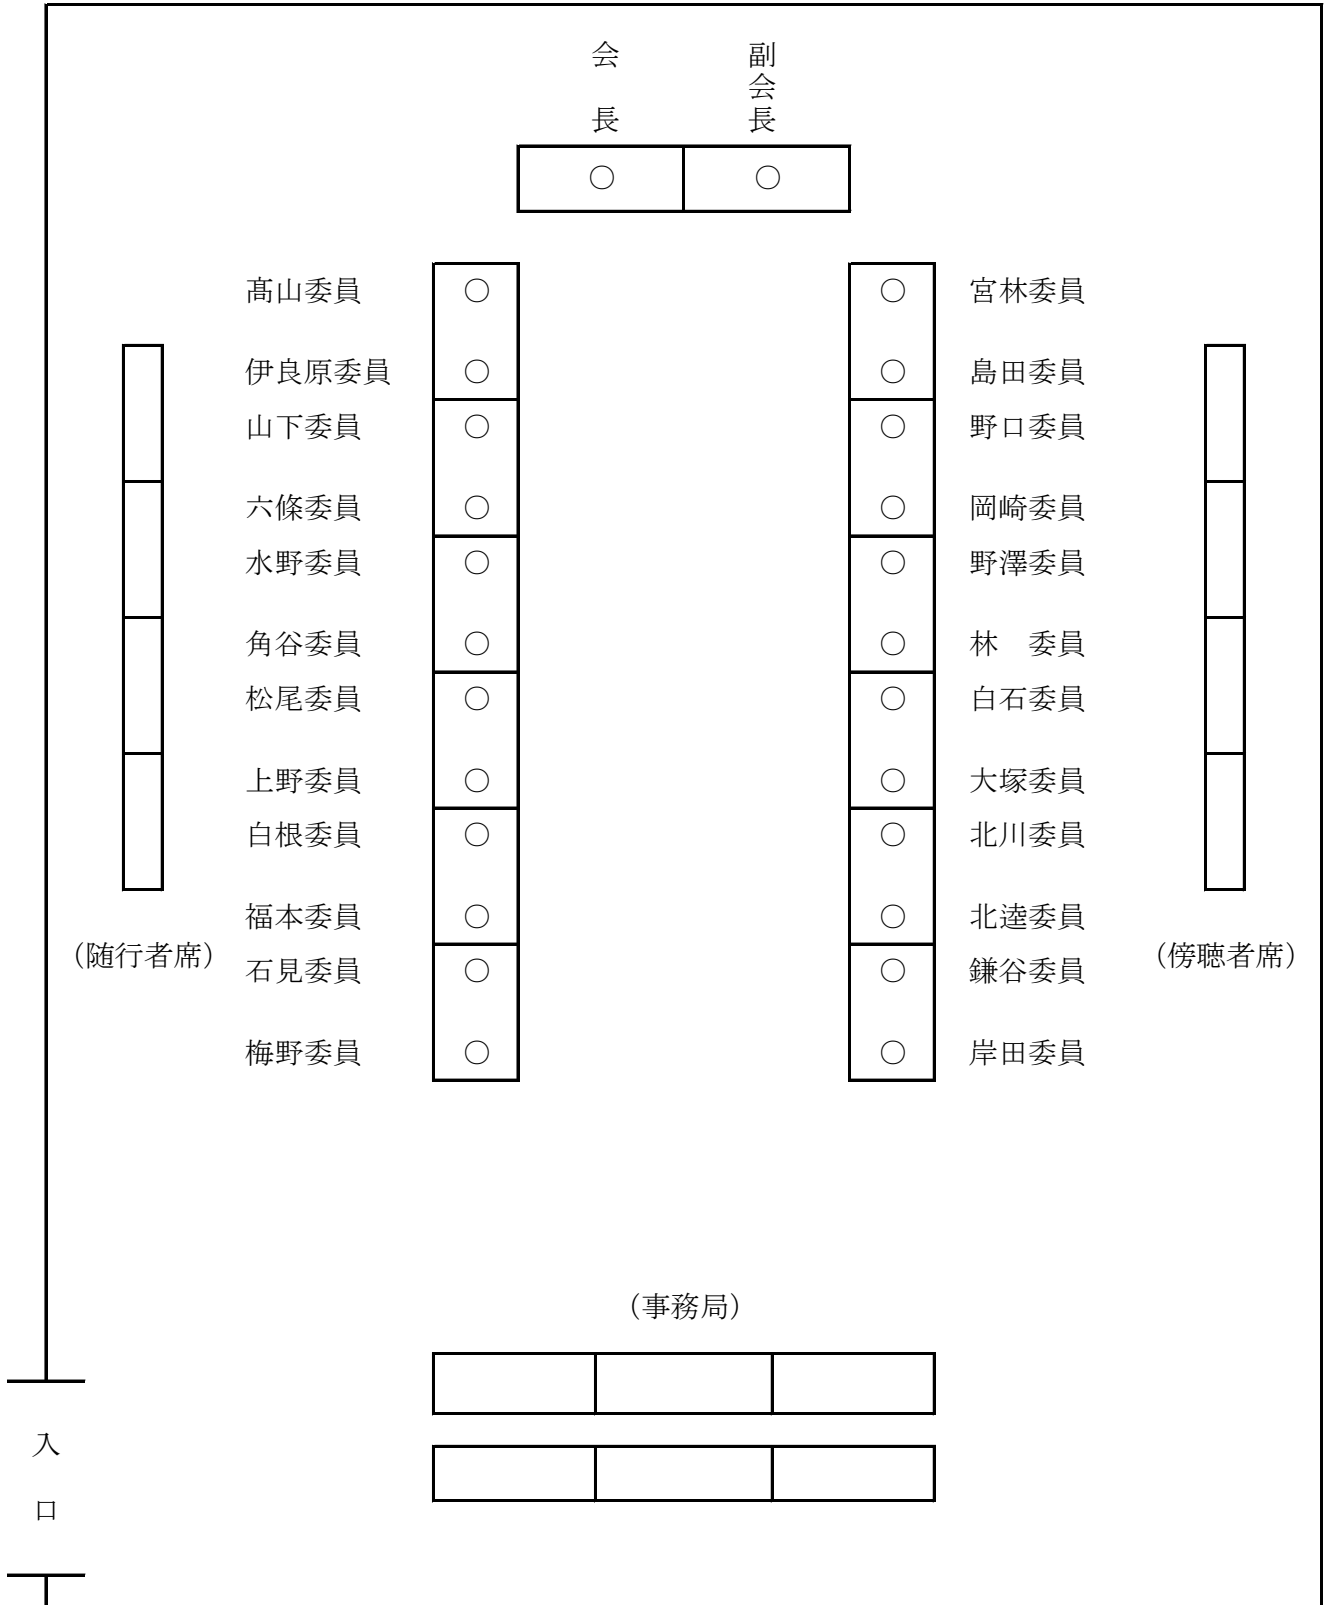 会長
副会長
○ ○
髙山委員 ○ ○ 宮林委員
伊良原委員 ○ ○ 島田委員
山下委員 ○ ○ 野口委員
六條委員 ○ ○ 岡崎委員
水野委員 ○ ○ 野澤委員
角谷委員 ○ ○ 林　委員
松尾委員 ○ ○ 白石委員
上野委員 ○ ○ 大塚委員
白根委員 ○ ○ 北川委員
福本委員 ○ ○ 北逵委員
(随行者席)
石見委員 ○ ○ 鎌谷委員
(傍聴者席)
梅野委員 ○ ○ 岸田委員
(事務局)
入口